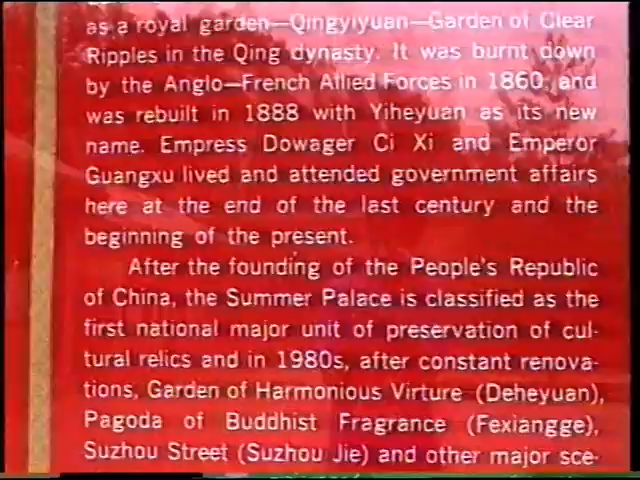 as a royal garden—Qingyiyuan—Garden of Clear
Ripples in the Qing dynasty. It was burnt down
by the Anglo—French Allied Forces in 1860, and
was rebuilt in 1888 with Yiheyuan as its new
name. Empress Dowager Ci Xi and Emperor
Guangxu lived and attended government affairs
here at the end of the last century and the
beginning of the present.
After the founding of the People's Republic
of China, the Summer Palace is classified as the
first national major unit of preservation of cul-
tural relics and in 1980s, after constant renova-
tions, Garden of Harmonious Virture (Deheyuan),
Pagoda of Buddhist Fragrance (Fexiangge),
Suzhou Street (Suzhou Jie) and other major sce-